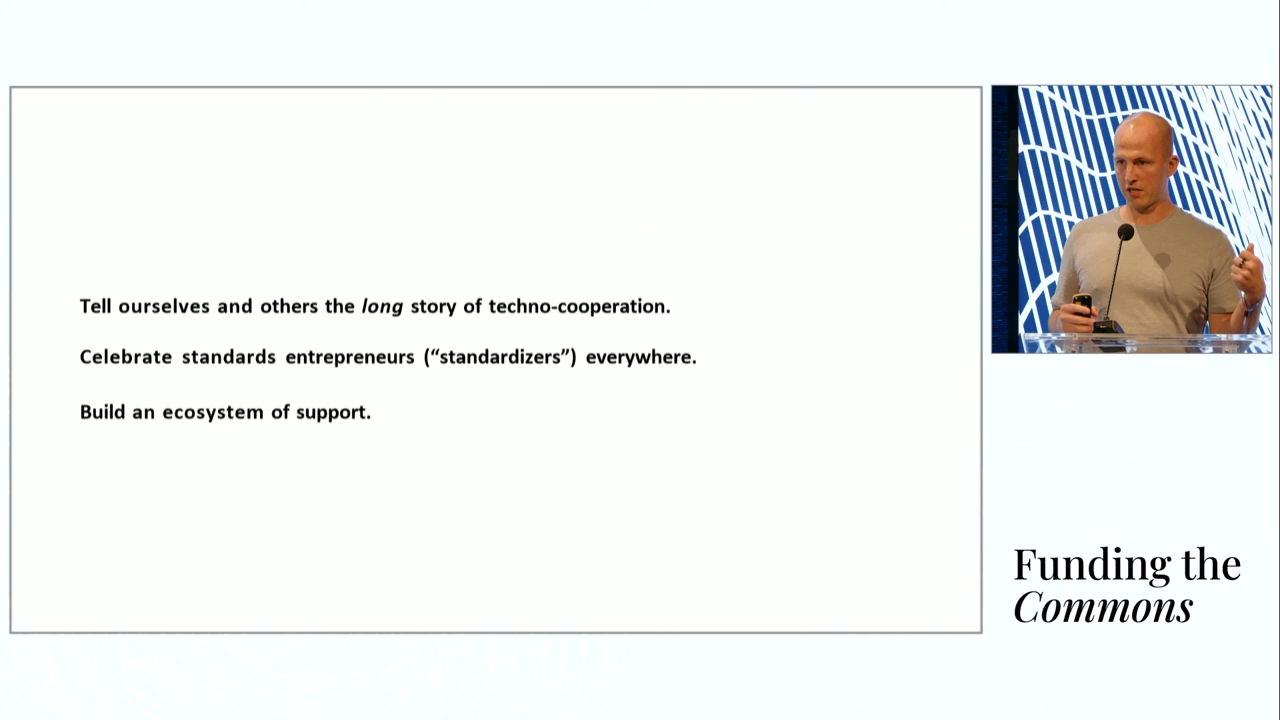 Tell ourselves and others the long story of techno-cooperation.
Celebrate standards entrepreneurs (“standardizers”) everywhere.
Build an ecosystem of support.
Funding the
Commons